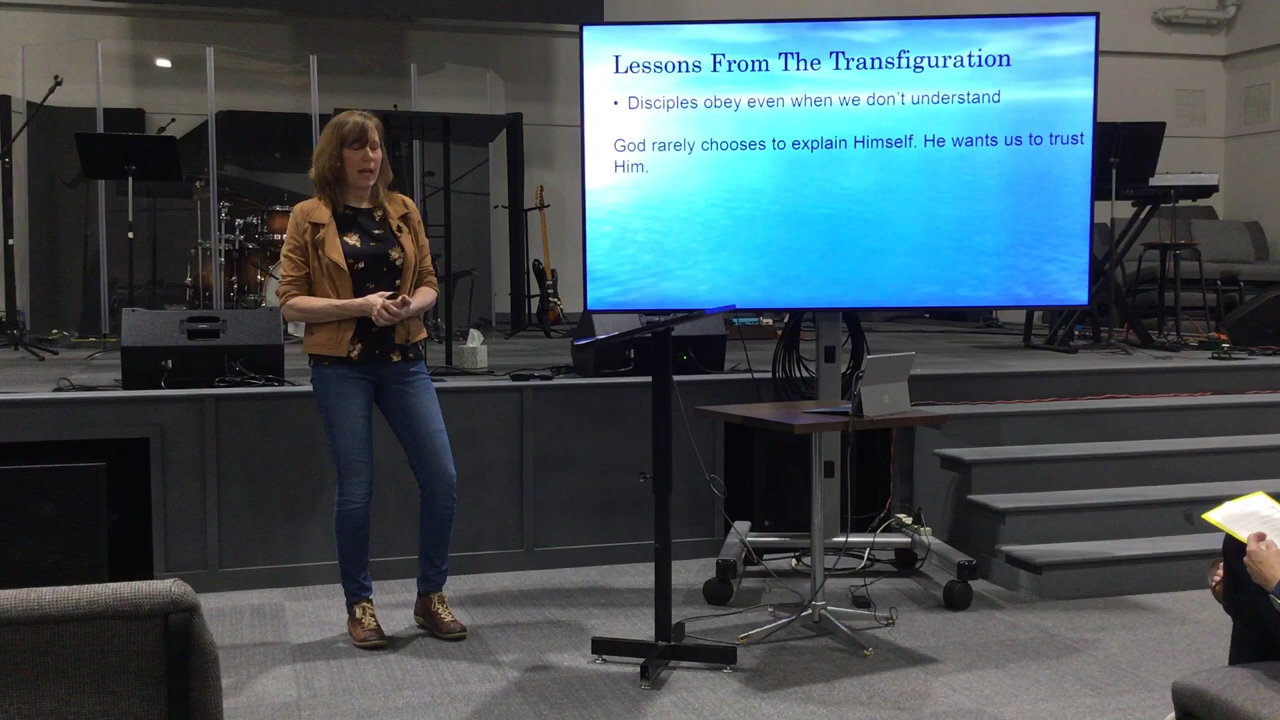 Lessons From The Transfiguration
• Disciples obey even when we don't understand
God rarely chooses to explain Himself. He wants us to trust
Him.